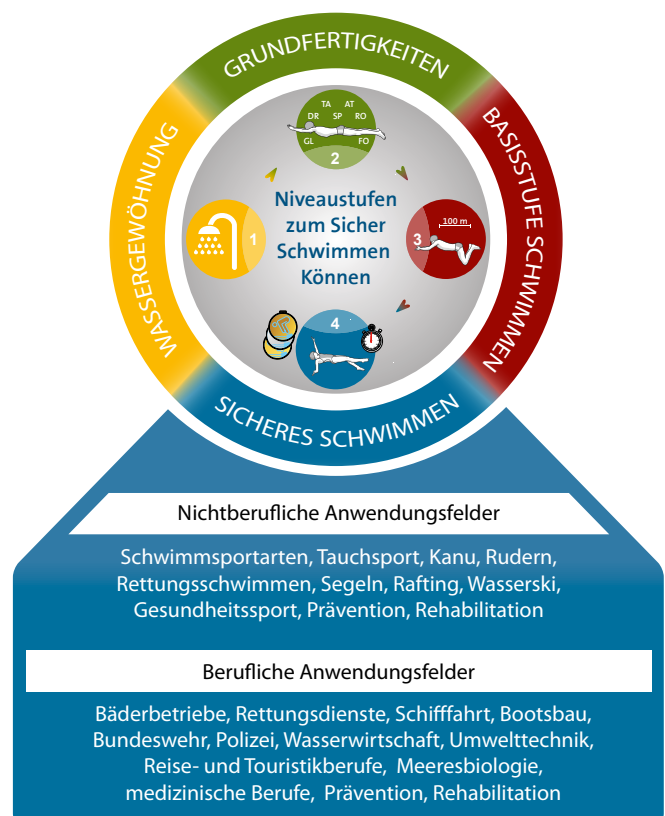 GRUNDFERTIGKEITEN
WASSERGEWÖHNUNG
BASISSTUFE SCHWIMMEN
SICHERES SCHWIMMEN
TA AT
DR SP RO
GL FO
2
Niveaustufen
zum Sicher
Schwimmen
Können
1
3
100 m
4
Nichtberufliche Anwendungsfelder
Schwimmsportarten, Tauchsport, Kanu, Rudern,
Rettungsschwimmen, Segeln, Rafting, Wasserski,
Gesundheitssport, Prävention, Rehabilitation
Berufliche Anwendungsfelder
Bäderbetriebe, Rettungsdienste, Schifffahrt, Bootsbau,
Bundeswehr, Polizei, Wasserwirtschaft, Umwelttechnik,
Reise- und Touristikberufe, Meeresbiologie,
medizinische Berufe, Prävention, Rehabilitation